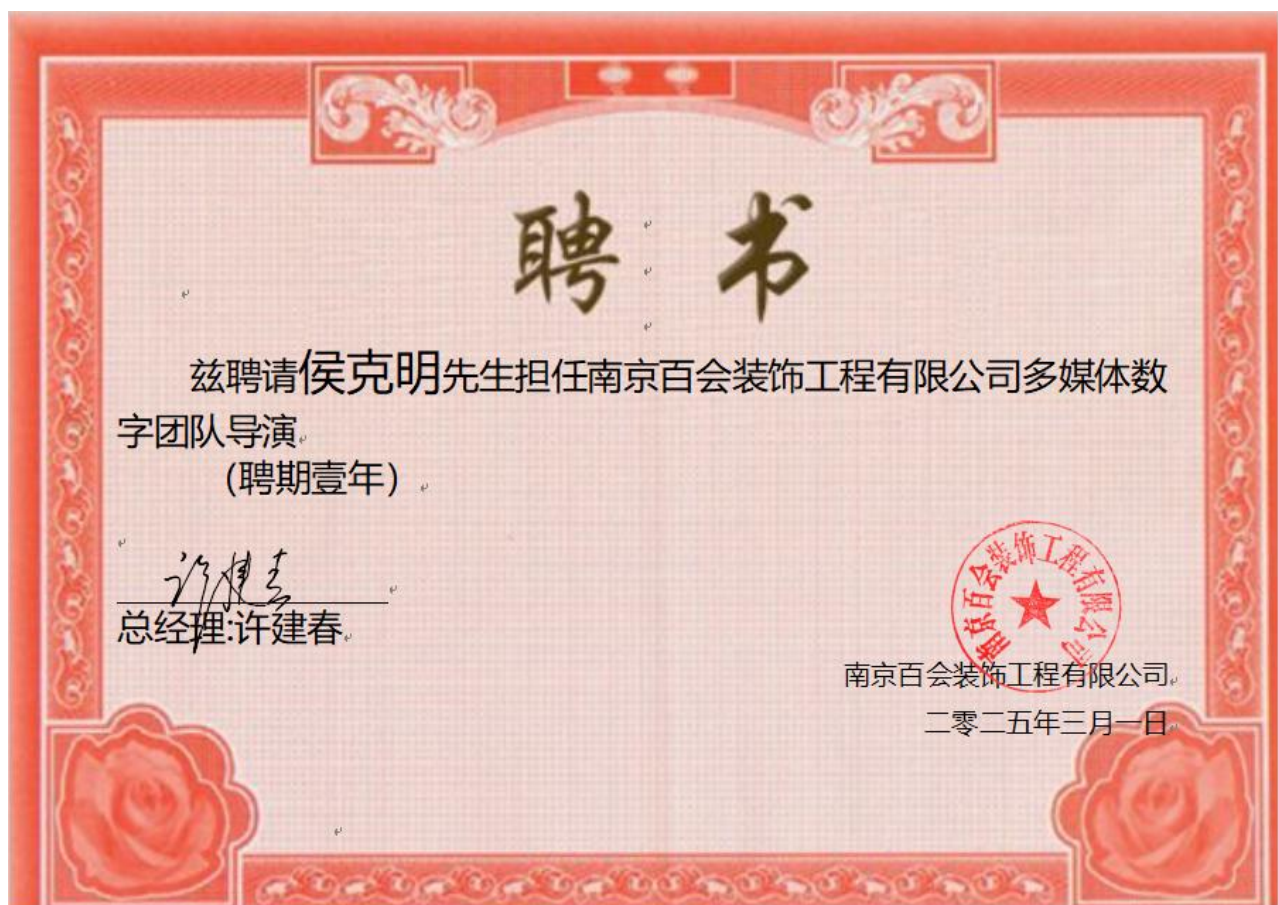 聘 书
兹聘请侯克明先生担任南京百会装饰工程有限公司多媒体数
字团队导演
(聘期壹年)
许建春
总经理:许建春
南京百会装饰工程有限公司
南京百会装饰工程有限公司
二零二五年三月一日